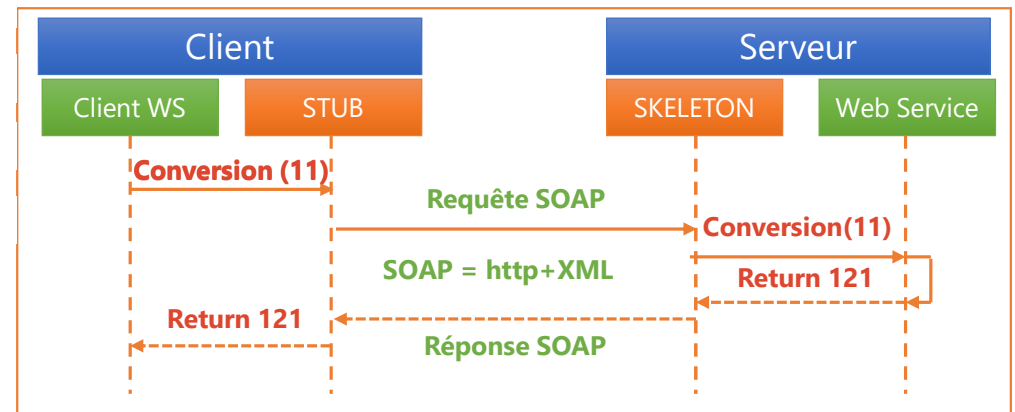 Client
Serveur
Client WS
STUB
SKELETON
Web Service
Conversion (11)
Requête SOAP
Conversion(11)
SOAP = http+XML
Return 121
Return 121
Réponse SOAP